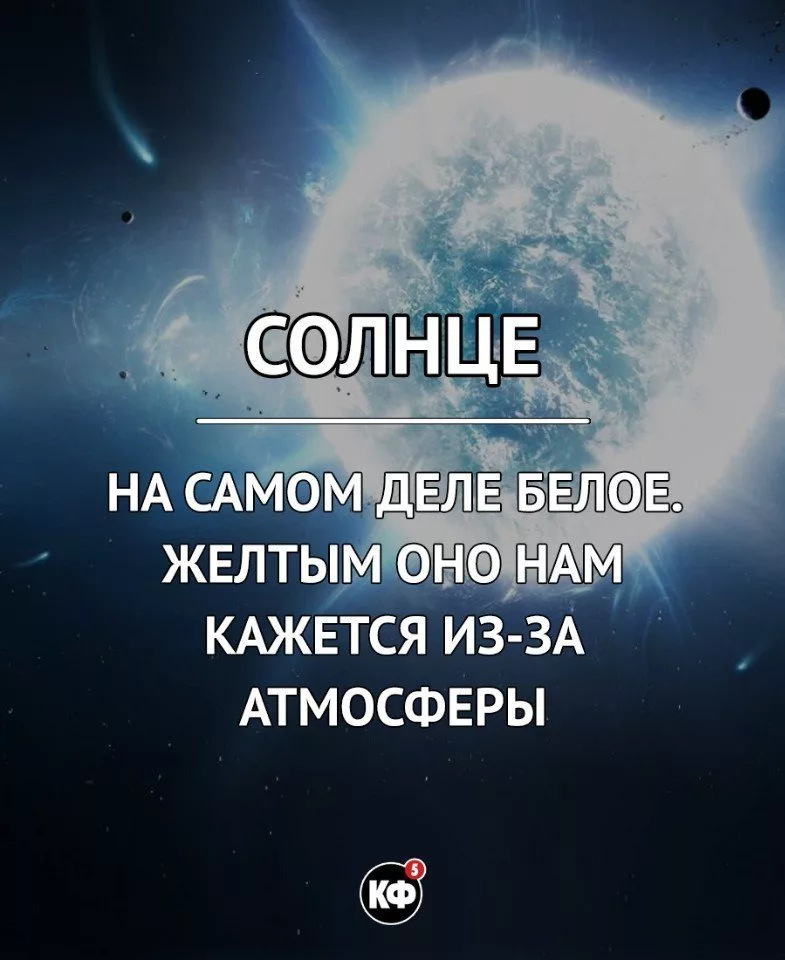 СОЛНЦЕ
НА САМОМ ДЕЛЕ БЕЛОЕ.
ЖЕЛТЫМ ОНО НАМ
КАЖЕТСЯ ИЗ-ЗА
АТМОСФЕРЫ
5
КФ